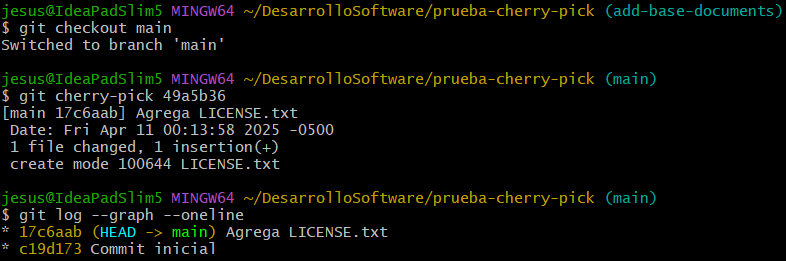 jesus@IdeaPadSlim5 MINGW64 ~/DesarrolloSoftware/prueba-cherry-pick (add-base-documents)
$ git checkout main
Switched to branch 'main'
jesus@IdeaPadSlim5 MINGW64 ~/DesarrolloSoftware/prueba-cherry-pick (main)
$ git cherry-pick 49a5b36
[main 17c6aab] Agrega LICENSE.txt
 Date: Fri Apr 11 00:13:58 2025 -0500
 1 file changed, 1 insertion(+)
 create mode 100644 LICENSE.txt
jesus@IdeaPadSlim5 MINGW64 ~/DesarrolloSoftware/prueba-cherry-pick (main)
$ git log --graph --oneline
* 17c6aab (HEAD -> main) Agrega LICENSE.txt
* c19d173 Commit inicial